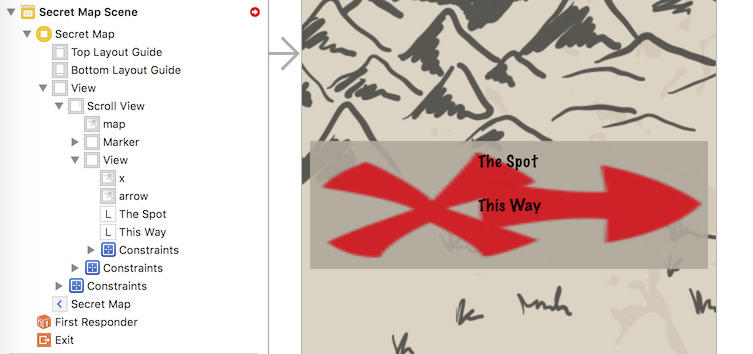 Secret Map Scene
Secret Map
Top Layout Guide
Bottom Layout Guide
View
Scroll View
map
Marker
View
x
arrow
L The Spot
L This Way
Constraints
Constraints
Constraints
Secret Map
First Responder
Exit
The Spot
This Way